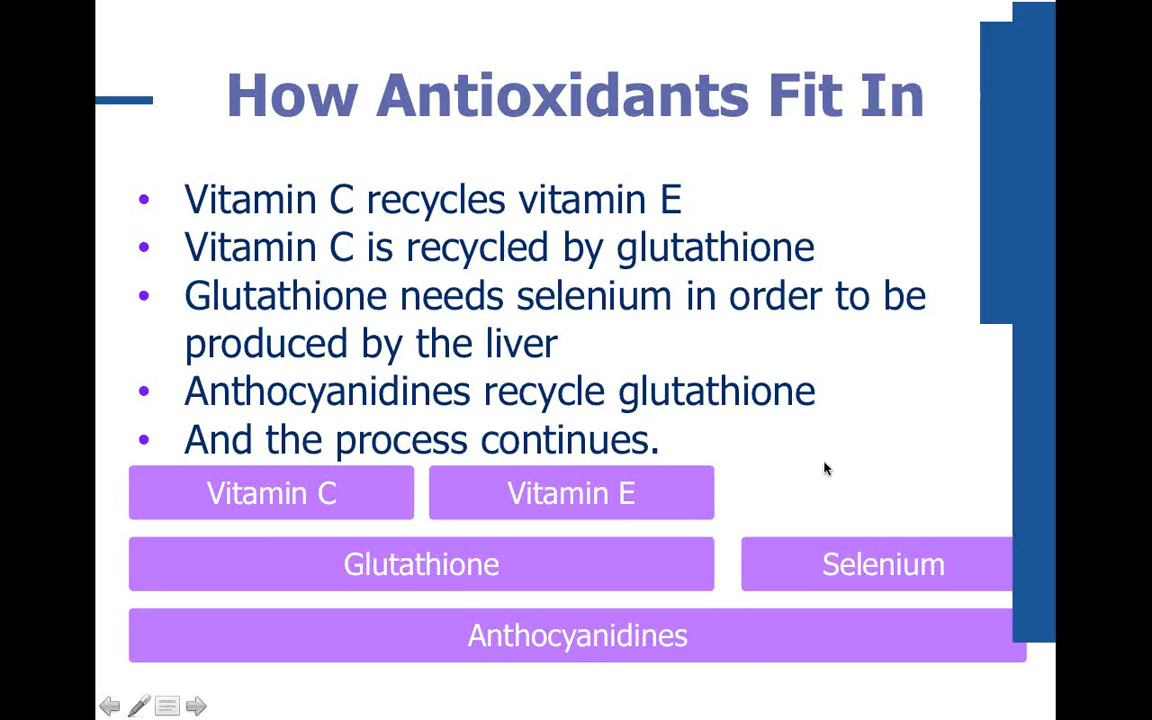 How Antioxidants Fit In
• Vitamin C recycles vitamin E
• Vitamin C is recycled by glutathione
• Glutathione needs selenium in order to be
produced by the liver
• Anthocyanidines recycle glutathione
• And the process continues.
Vitamin C
Vitamin E
Glutathione
Selenium
Anthocyanidines